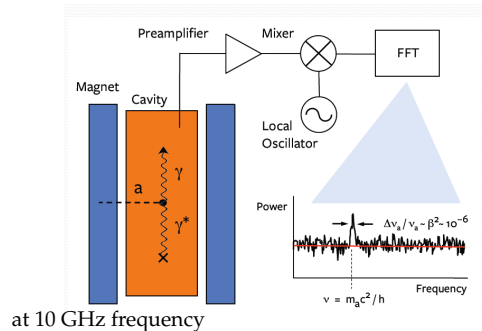 Preamplifier
Mixer
FFT
Magnet
Cavity
Local
Oscillator
a
γ
γ*
Power
Δνₐ / νₐ ~ β² ~ 10⁻⁶
Frequency
ν = mₐc² / h
at 10 GHz frequency